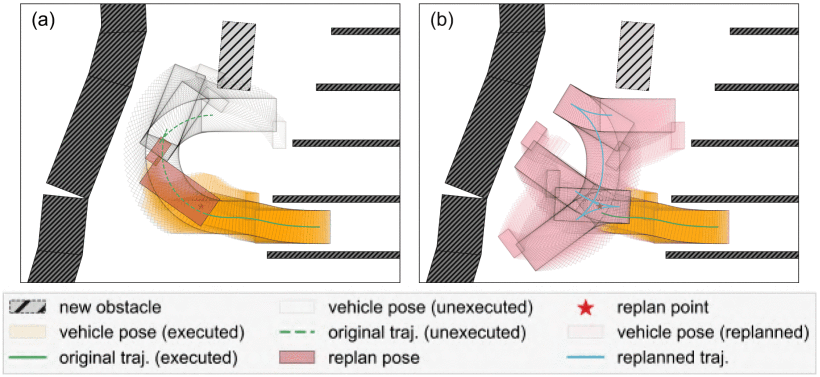 (a) (b)
new obstacle vehicle pose (unexecuted) replan point
vehicle pose (executed) original traj. (unexecuted) vehicle pose (replanned)
original traj. (executed) replan pose replanned traj.